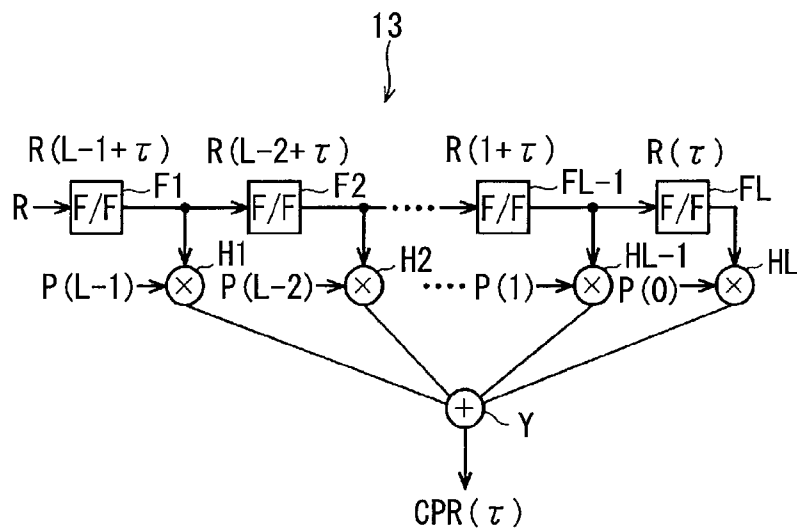 13
R(L-1+τ) R(L-2+τ) R(1+τ) R(τ)
F1 F2 FL-1 FL
R F/F F/F ···· F/F F/F
H1 H2 HL-1 HL
P(L-1) × P(L-2) × ···· P(1) × P(0) ×
+ Y
CPR(τ)